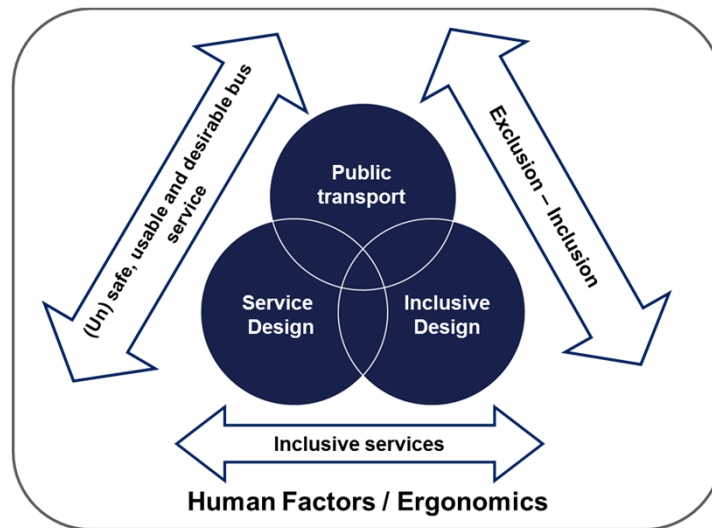 (Un) safe, usable and desirable bus
service
Public
transport
Exclusion – Inclusion
Service
Design
Inclusive
Design
Inclusive services
Human Factors / Ergonomics